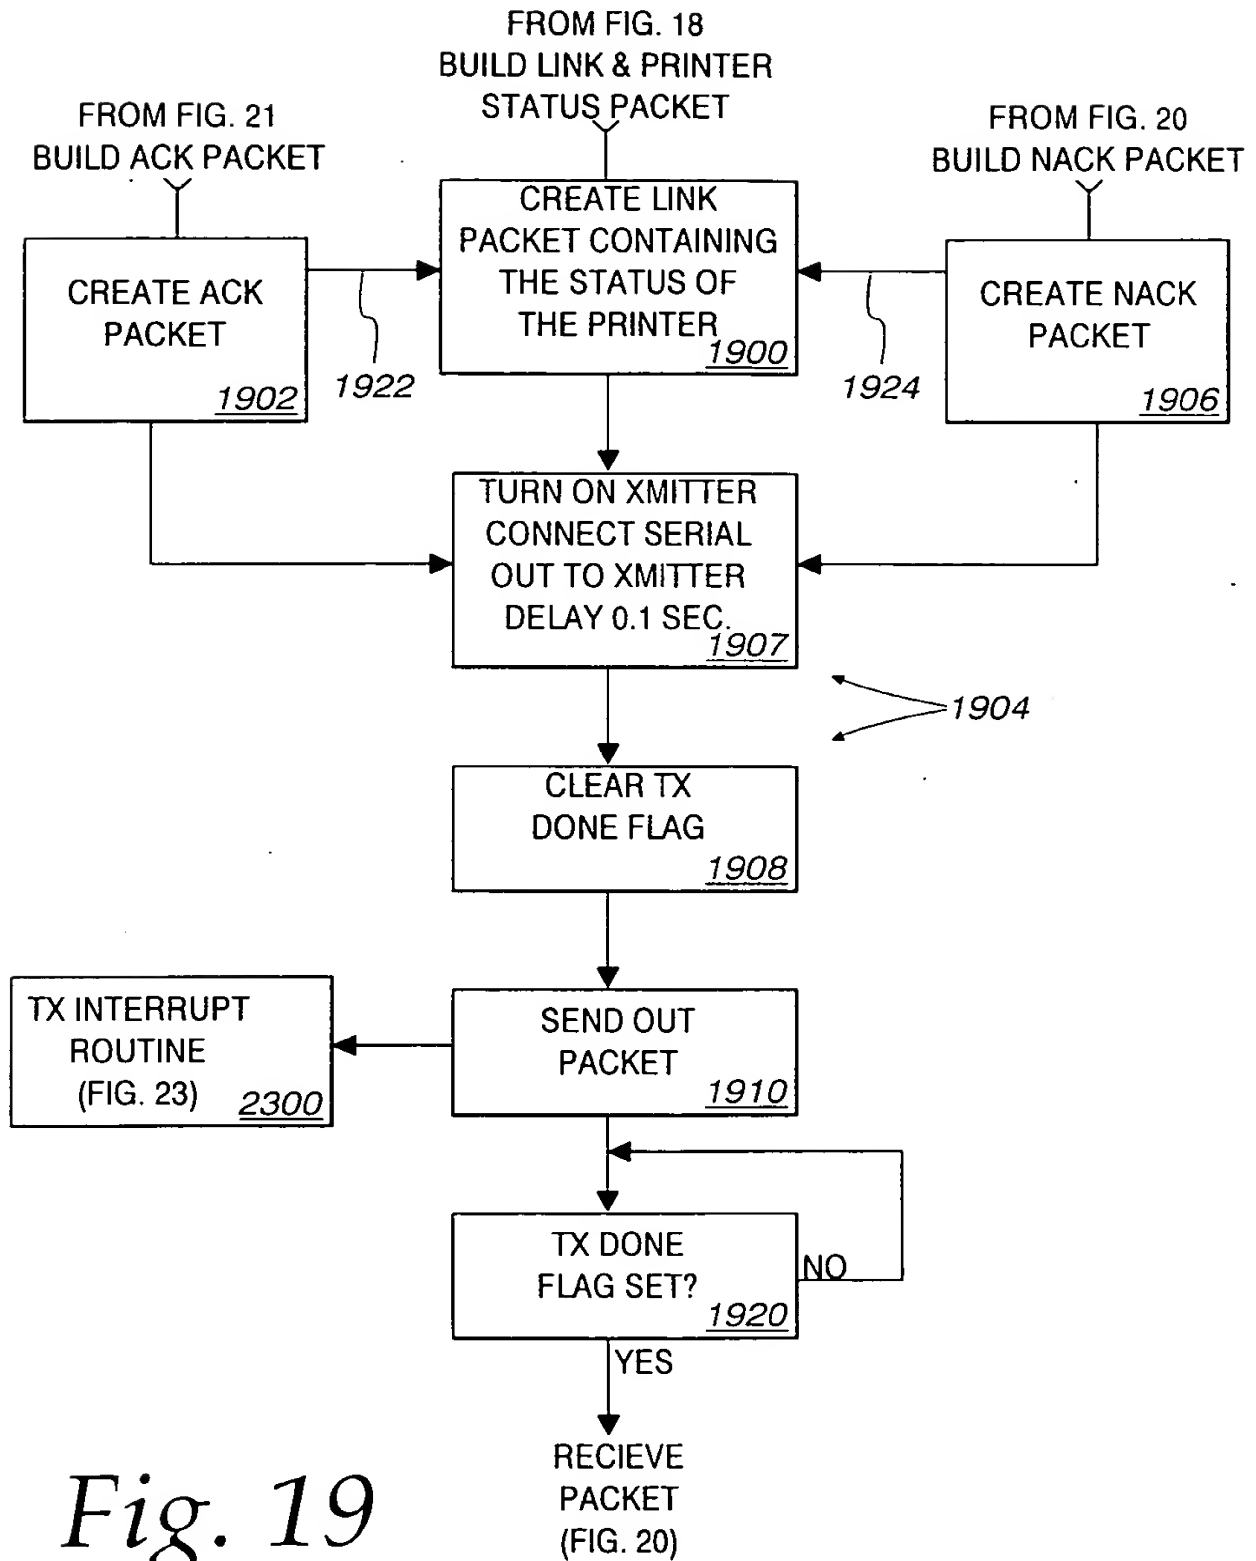 FROM FIG. 18
BUILD LINK & PRINTER
STATUS PACKET
FROM FIG. 21
BUILD ACK PACKET
FROM FIG. 20
BUILD NACK PACKET
CREATE LINK
PACKET CONTAINING
THE STATUS OF
THE PRINTER
1900
CREATE ACK
PACKET
1902
1922
1924
CREATE NACK
PACKET
1906
TURN ON XMITTER
CONNECT SERIAL
OUT TO XMITTER
DELAY 0.1 SEC.
1907
1904
CLEAR TX
DONE FLAG
1908
TX INTERRUPT
ROUTINE
(FIG. 23)
2300
SEND OUT
PACKET
1910
TX DONE
FLAG SET?
1920
NO
YES
RECIEVE
PACKET
(FIG. 20)
Fig. 19